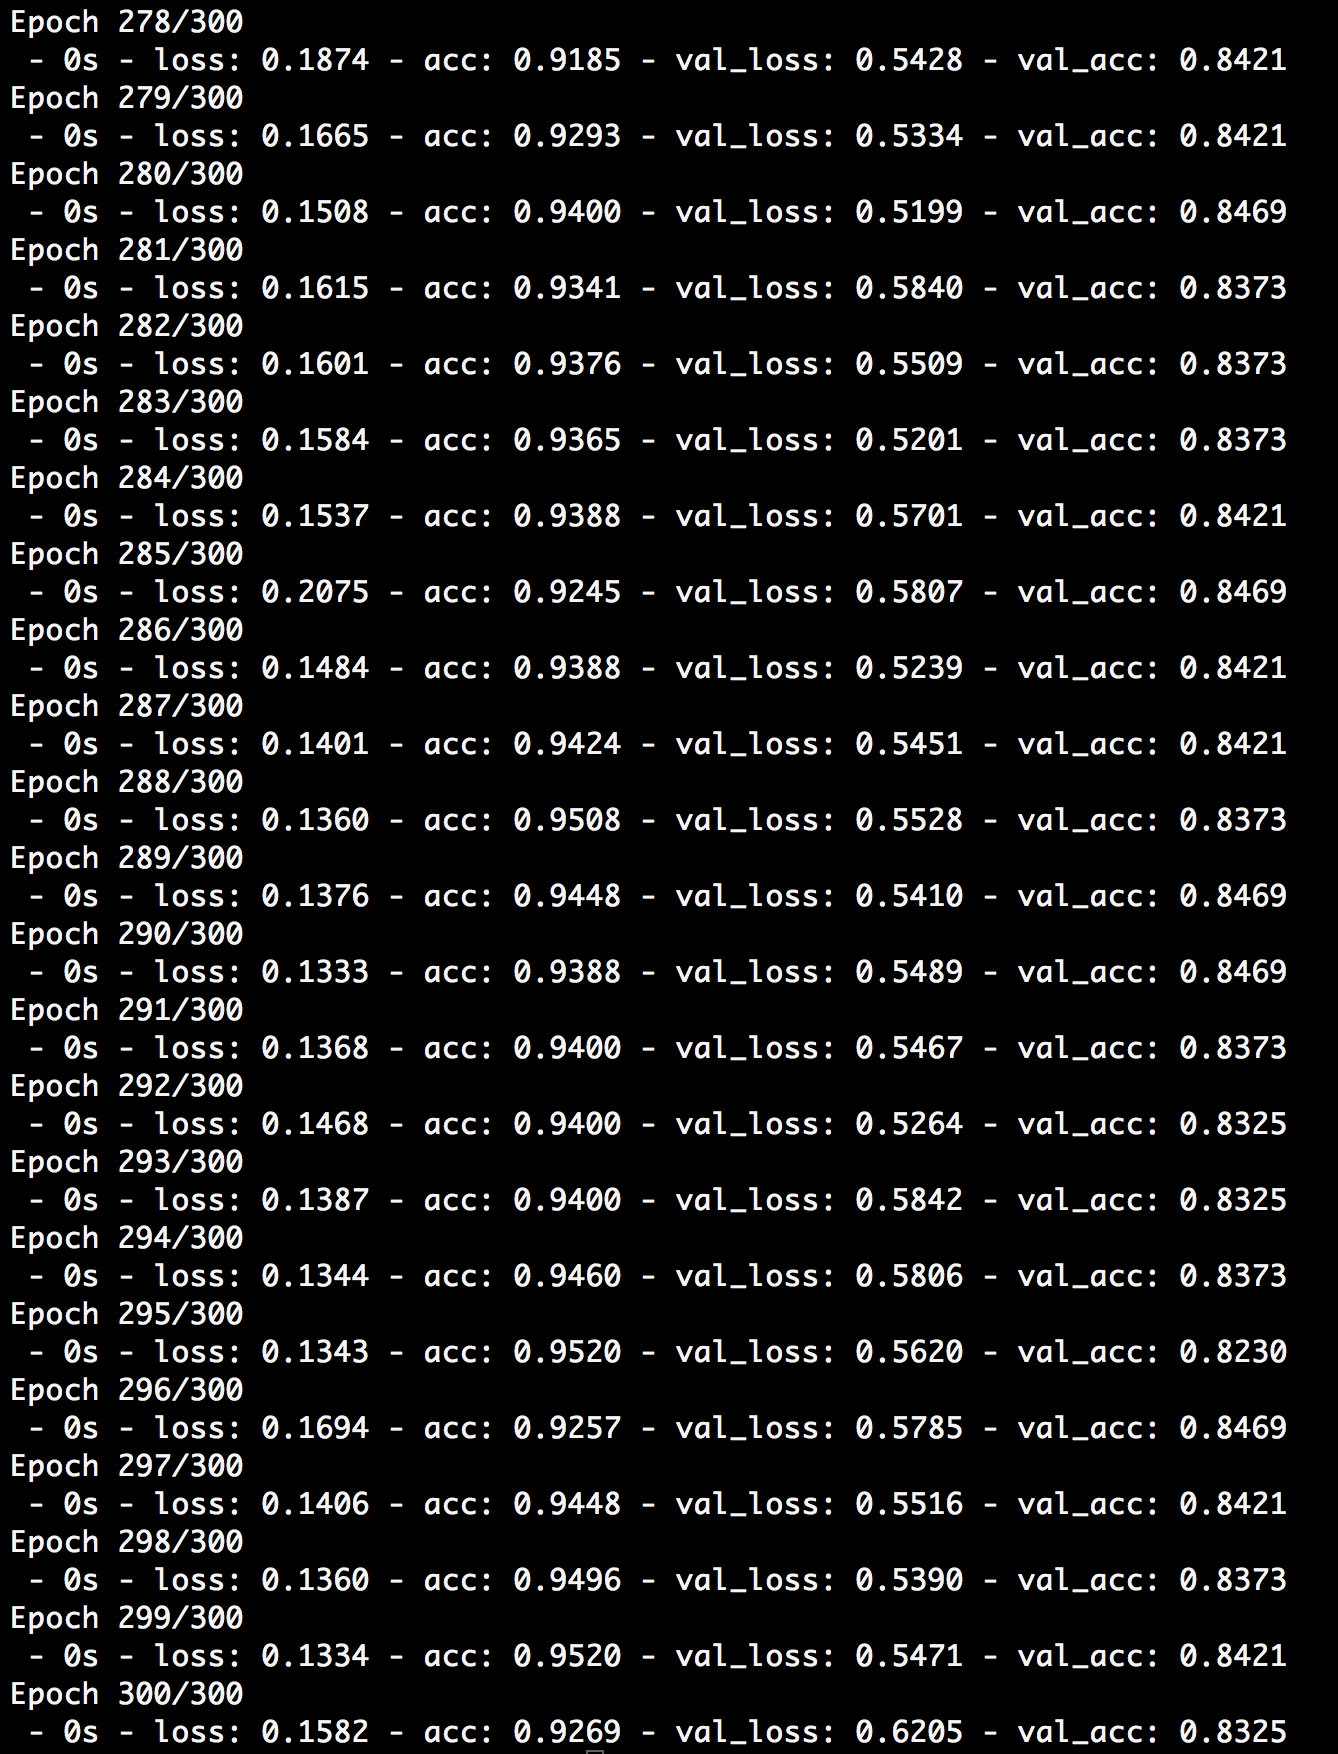 Epoch 278/300
- 0s - loss: 0.1874 - acc: 0.9185 - val_loss: 0.5428 - val_acc: 0.8421
Epoch 279/300
- 0s - loss: 0.1665 - acc: 0.9293 - val_loss: 0.5334 - val_acc: 0.8421
Epoch 280/300
- 0s - loss: 0.1508 - acc: 0.9400 - val_loss: 0.5199 - val_acc: 0.8469
Epoch 281/300
- 0s - loss: 0.1615 - acc: 0.9341 - val_loss: 0.5840 - val_acc: 0.8373
Epoch 282/300
- 0s - loss: 0.1601 - acc: 0.9376 - val_loss: 0.5509 - val_acc: 0.8373
Epoch 283/300
- 0s - loss: 0.1584 - acc: 0.9365 - val_loss: 0.5201 - val_acc: 0.8373
Epoch 284/300
- 0s - loss: 0.1537 - acc: 0.9388 - val_loss: 0.5701 - val_acc: 0.8421
Epoch 285/300
- 0s - loss: 0.2075 - acc: 0.9245 - val_loss: 0.5807 - val_acc: 0.8469
Epoch 286/300
- 0s - loss: 0.1484 - acc: 0.9388 - val_loss: 0.5239 - val_acc: 0.8421
Epoch 287/300
- 0s - loss: 0.1401 - acc: 0.9424 - val_loss: 0.5451 - val_acc: 0.8421
Epoch 288/300
- 0s - loss: 0.1360 - acc: 0.9508 - val_loss: 0.5528 - val_acc: 0.8373
Epoch 289/300
- 0s - loss: 0.1376 - acc: 0.9448 - val_loss: 0.5410 - val_acc: 0.8469
Epoch 290/300
- 0s - loss: 0.1333 - acc: 0.9388 - val_loss: 0.5489 - val_acc: 0.8469
Epoch 291/300
- 0s - loss: 0.1368 - acc: 0.9400 - val_loss: 0.5467 - val_acc: 0.8373
Epoch 292/300
- 0s - loss: 0.1468 - acc: 0.9400 - val_loss: 0.5264 - val_acc: 0.8325
Epoch 293/300
- 0s - loss: 0.1387 - acc: 0.9400 - val_loss: 0.5842 - val_acc: 0.8325
Epoch 294/300
- 0s - loss: 0.1344 - acc: 0.9460 - val_loss: 0.5806 - val_acc: 0.8373
Epoch 295/300
- 0s - loss: 0.1343 - acc: 0.9520 - val_loss: 0.5620 - val_acc: 0.8230
Epoch 296/300
- 0s - loss: 0.1694 - acc: 0.9257 - val_loss: 0.5785 - val_acc: 0.8469
Epoch 297/300
- 0s - loss: 0.1406 - acc: 0.9448 - val_loss: 0.5516 - val_acc: 0.8421
Epoch 298/300
- 0s - loss: 0.1360 - acc: 0.9496 - val_loss: 0.5390 - val_acc: 0.8373
Epoch 299/300
- 0s - loss: 0.1334 - acc: 0.9520 - val_loss: 0.5471 - val_acc: 0.8421
Epoch 300/300
- 0s - loss: 0.1582 - acc: 0.9269 - val_loss: 0.6205 - val_acc: 0.8325